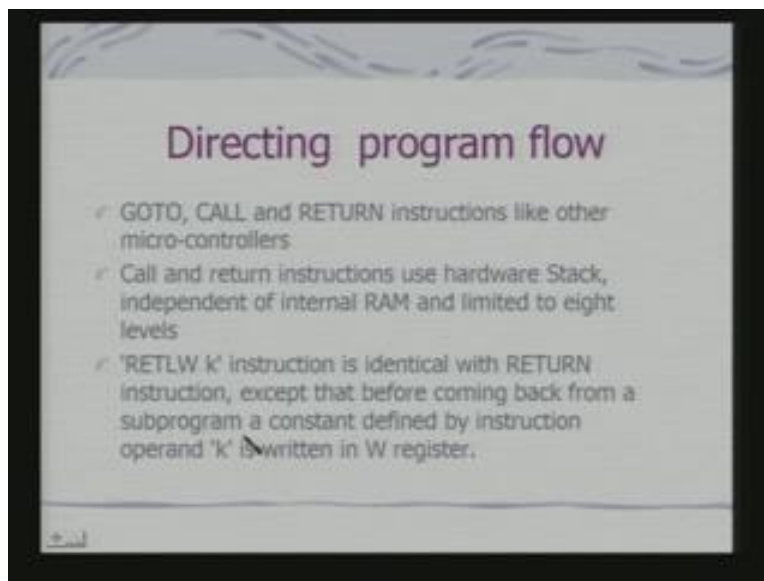 Directing program flow
GOTO, CALL and RETURN instructions like other
micro-controllers
Call and return instructions use hardware Stack,
independent of internal RAM and limited to eight
levels
'RETLW k' instruction is identical with RETURN
instruction, except that before coming back from a
subprogram a constant defined by instruction
operand 'k' is written in W register.